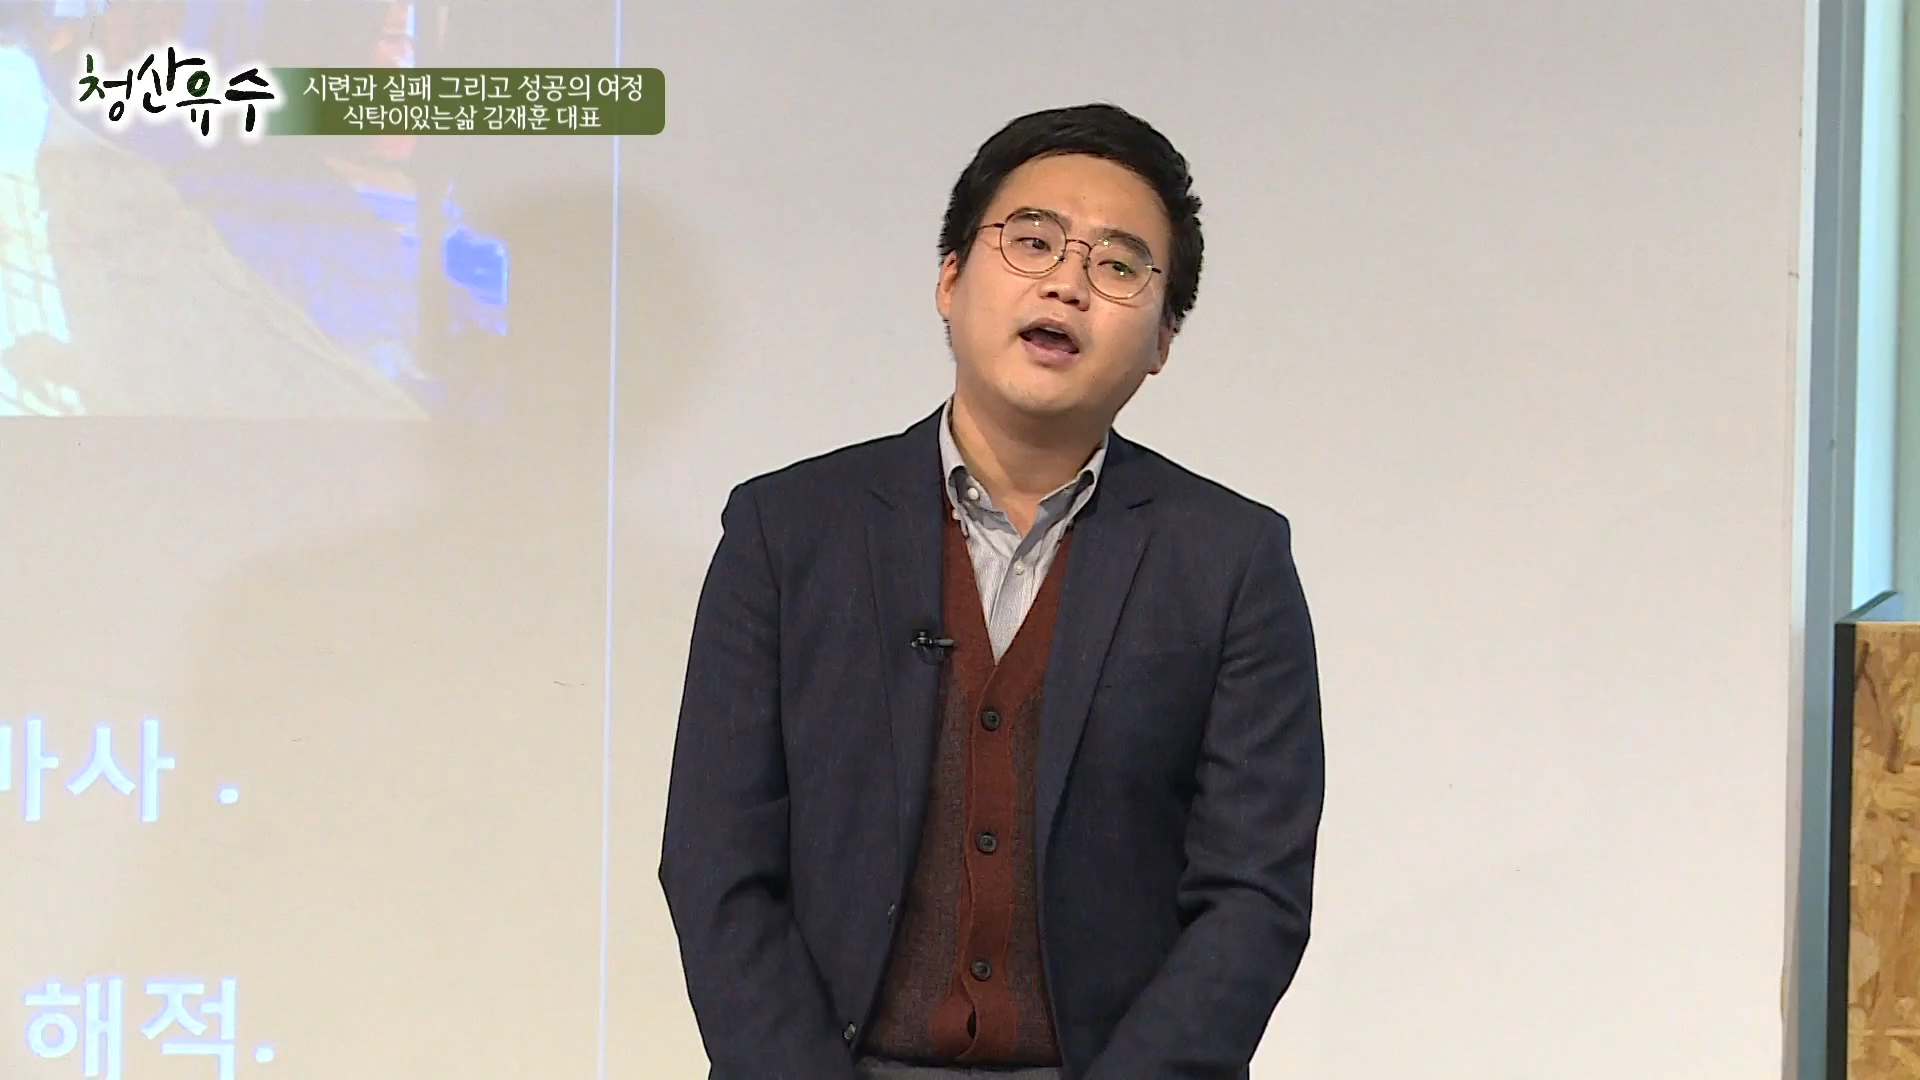 청산유수
시련과 실패 그리고 성공의 여정
식탁이있는삶 김재훈 대표
사 .
해적.